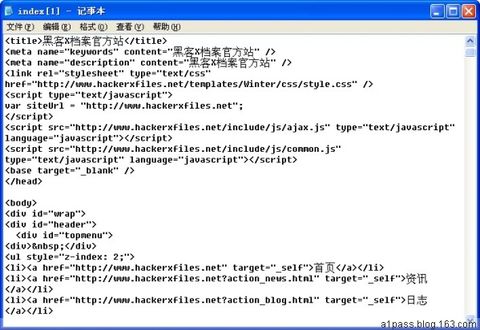 index[1] - 记事本
文件(F) 编辑(E) 格式(O) 查看(V) 帮助(H)
<title>黑客X档案官方站</title>
<meta name="keywords" content="黑客X档案官方站" />
<meta name="description" content="黑客X档案官方站" />
<link rel="stylesheet" type="text/css"
href="http://www.hackerxfiles.net/templates/Winter/css/style.css" />
<script type="text/javascript">
var siteUrl = "http://www.hackerxfiles.net";
</script>
<script src="http://www.hackerxfiles.net/include/js/ajax.js" type="text/javascript"
language="javascript"></script>
<script src="http://www.hackerxfiles.net/include/js/common.js"
type="text/javascript" language="javascript"></script>
<base target="_blank" />
</head>
<body>
<div id="wrap">
<div id="header">
<div id="topmenu">
<div>&nbsp;</div>
<ul style="z-index: 2;">
<li><a href="http://www.hackerxfiles.net" target="_self">首页</a></li>
<li><a href="http://www.hackerxfiles.net?action_news.html" target="_self">资讯
</a></li>
<li><a href="http://www.hackerxfiles.net?action_blog.html" target="_self">日志
</a></li>
a1pass.blog.163.com